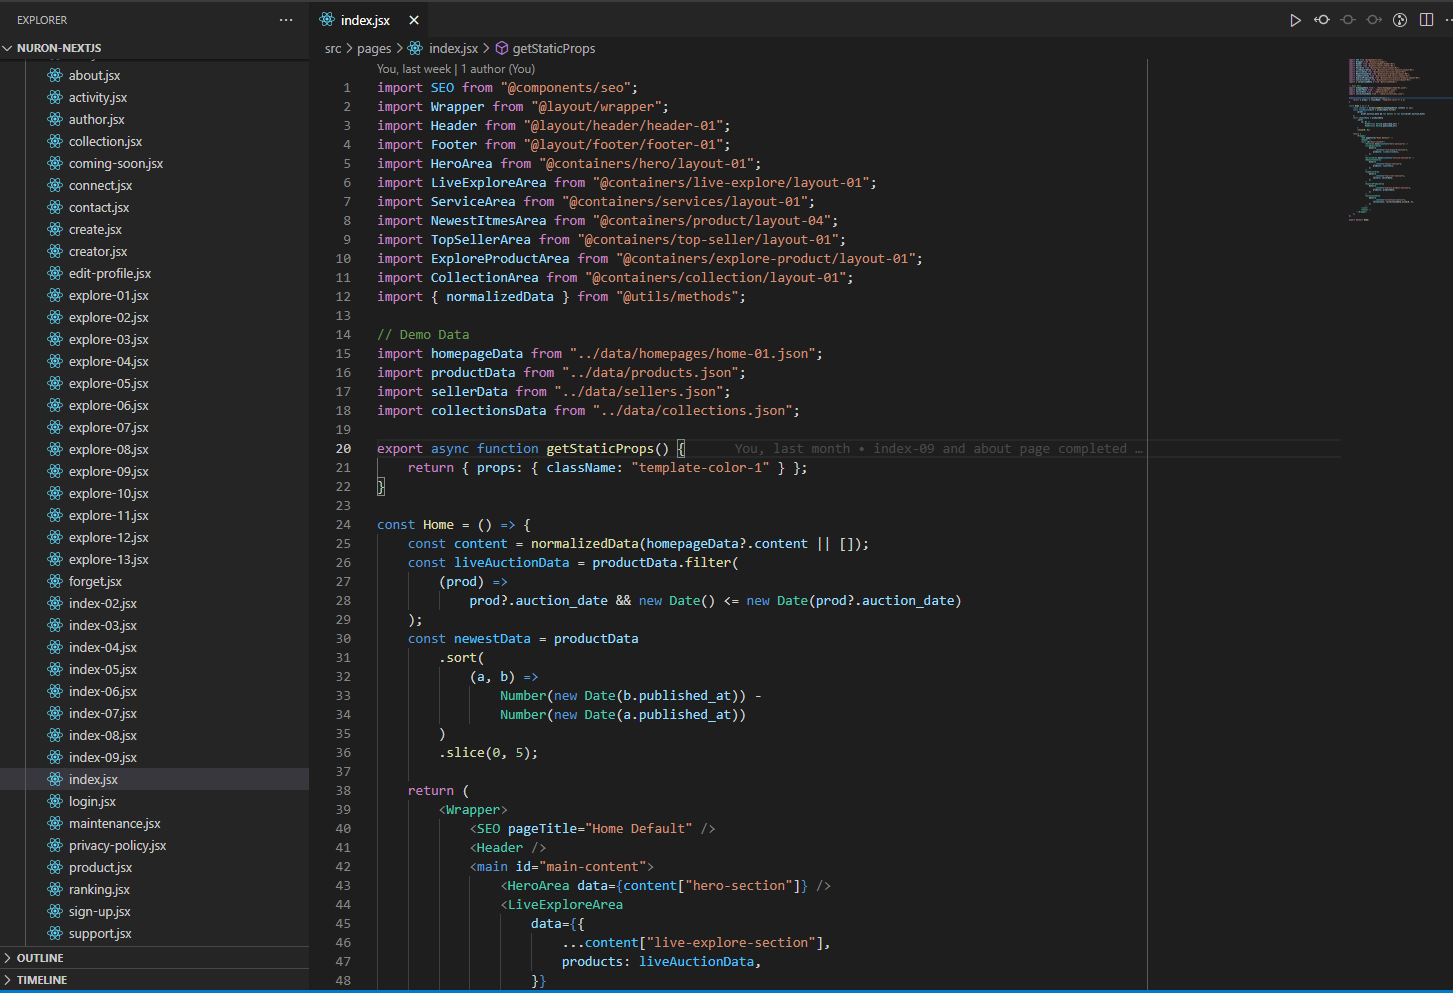 EXPLORER
NURON-NEXTJS
about.jsx
activity.jsx
author.jsx
collection.jsx
coming-soon.jsx
connect.jsx
contact.jsx
create.jsx
creator.jsx
edit-profile.jsx
explore-01.jsx
explore-02.jsx
explore-03.jsx
explore-04.jsx
explore-05.jsx
explore-06.jsx
explore-07.jsx
explore-08.jsx
explore-09.jsx
explore-10.jsx
explore-11.jsx
explore-12.jsx
explore-13.jsx
forget.jsx
index-02.jsx
index-03.jsx
index-04.jsx
index-05.jsx
index-06.jsx
index-07.jsx
index-08.jsx
index-09.jsx
index.jsx
login.jsx
maintenance.jsx
privacy-policy.jsx
product.jsx
ranking.jsx
sign-up.jsx
support.jsx
OUTLINE
TIMELINE
index.jsx
src > pages > index.jsx > getStaticProps
You, last week | 1 author (You)
1 import SEO from "@components/seo";
2 import Wrapper from "@layout/wrapper";
3 import Header from "@layout/header/header-01";
4 import Footer from "@layout/footer/footer-01";
5 import HeroArea from "@containers/hero/layout-01";
6 import LiveExploreArea from "@containers/live-explore/layout-01";
7 import ServiceArea from "@containers/services/layout-01";
8 import NewestItmesArea from "@containers/product/layout-04";
9 import TopSellerArea from "@containers/top-seller/layout-01";
10 import ExploreProductArea from "@containers/explore-product/layout-01";
11 import CollectionArea from "@containers/collection/layout-01";
12 import { normalizedData } from "@utils/methods";
13
14 // Demo Data
15 import homepageData from "../data/homepages/home-01.json";
16 import productData from "../data/products.json";
17 import sellerData from "../data/sellers.json";
18 import collectionsData from "../data/collections.json";
19
20 export async function getStaticProps() { You, last month • index-09 and about page completed …
21 return { props: { className: "template-color-1" } };
22 }
23
24 const Home = () => {
25 const content = normalizedData(homepageData?.content || []);
26 const liveAuctionData = productData.filter(
27 (prod) =>
28 prod?.auction_date && new Date() <= new Date(prod?.auction_date)
29 );
30 const newestData = productData
31 .sort(
32 (a, b) =>
33 Number(new Date(b.published_at)) -
34 Number(new Date(a.published_at))
35 )
36 .slice(0, 5);
37
38 return (
39 <Wrapper>
40 <SEO pageTitle="Home Default" />
41 <Header />
42 <main id="main-content">
43 <HeroArea data={content["hero-section"]} />
44 <LiveExploreArea
45 data={{
46 ...content["live-explore-section"],
47 products: liveAuctionData,
48 }}